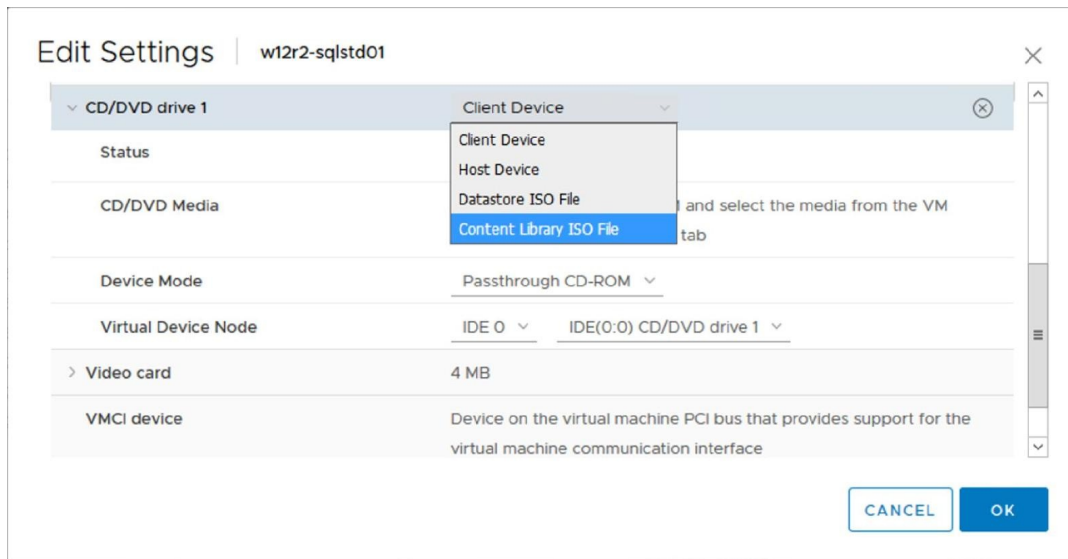 Edit Settings w12r2-sqlstd01
CD/DVD drive 1 Client Device
Client Device
Status
Host Device
Datastore ISO File
CD/DVD Media and select the media from the VM
Content Library ISO File tab
Device Mode Passthrough CD-ROM
Virtual Device Node IDE 0 IDE(0:0) CD/DVD drive 1
Video card 4 MB
VMCI device Device on the virtual machine PCI bus that provides support for the
virtual machine communication interface
CANCEL OK